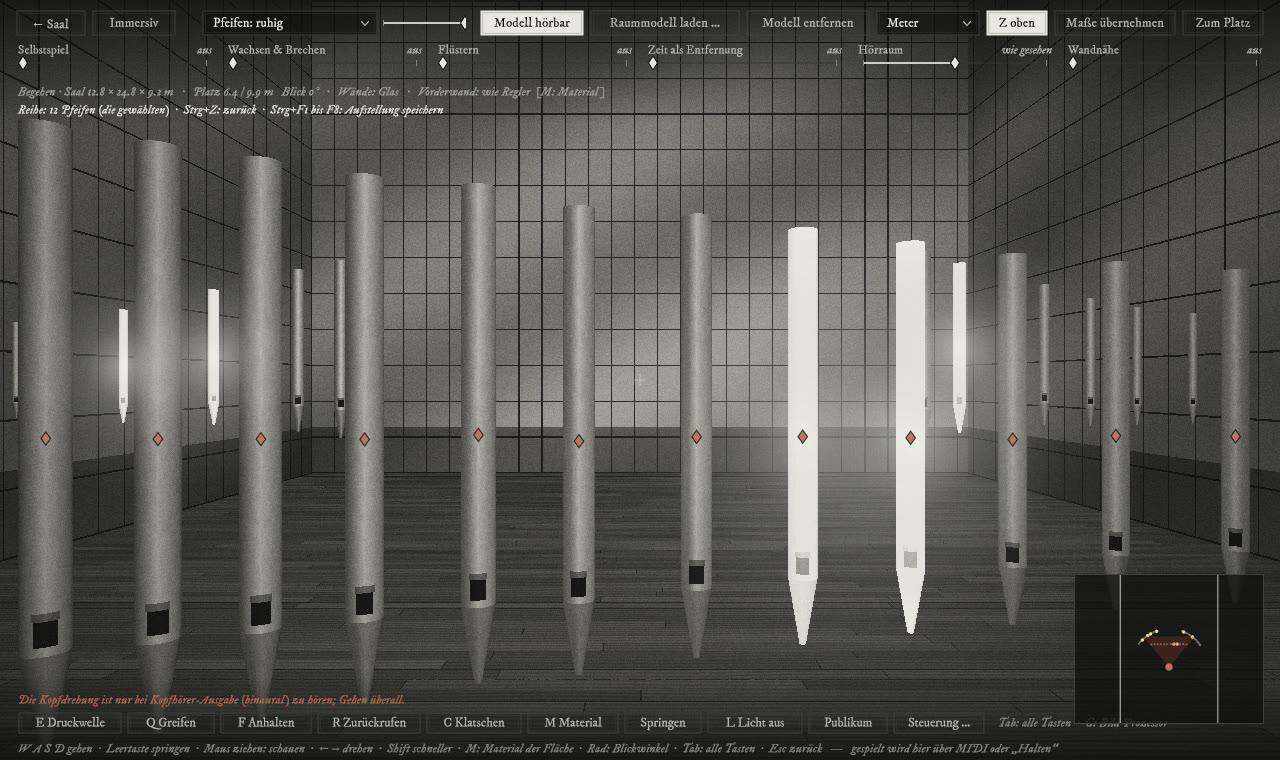 ← Saal Immersiv Pfeifen: ruhig Modell hörbar Raummodell laden ... Modell entfernen Meter Z oben Maße übernehmen Zum Platz
Selbstspiel aus Wachsen & Brechen aus Flüstern aus Zeit als Entfernung aus Hörraum wie gesehen Wandnähe aus
Begehen · Saal 12.8 × 24.8 × 9.2 m · Platz 6.4 / 9.9 m Blick 0° · Wände: Glas · Vorderwand: wie Regler [M: Material]
Reihe: 12 Pfeifen (die gewählten) · Strg+Z: zurück · Strg+F1 bis F8: Aufstellung speichern
Die Kopfdrehung ist nur bei Kopfhörer-Ausgabe (binaural) zu hören; Gehen überall.
E Druckwelle Q Greifen F Anhalten R Zurückrufen C Klatschen M Material Springen L Licht aus Publikum Steuerung ... Tab: alle Tasten · G: Bild-Prozessor
W A S D gehen · Leertaste springen · Maus ziehen: schauen · ← → drehen · Shift schneller · M: Material der Fläche · Rad: Blickwinkel · Tab: alle Tasten · Esc zurück — gespielt wird hier über MIDI oder „Halten“